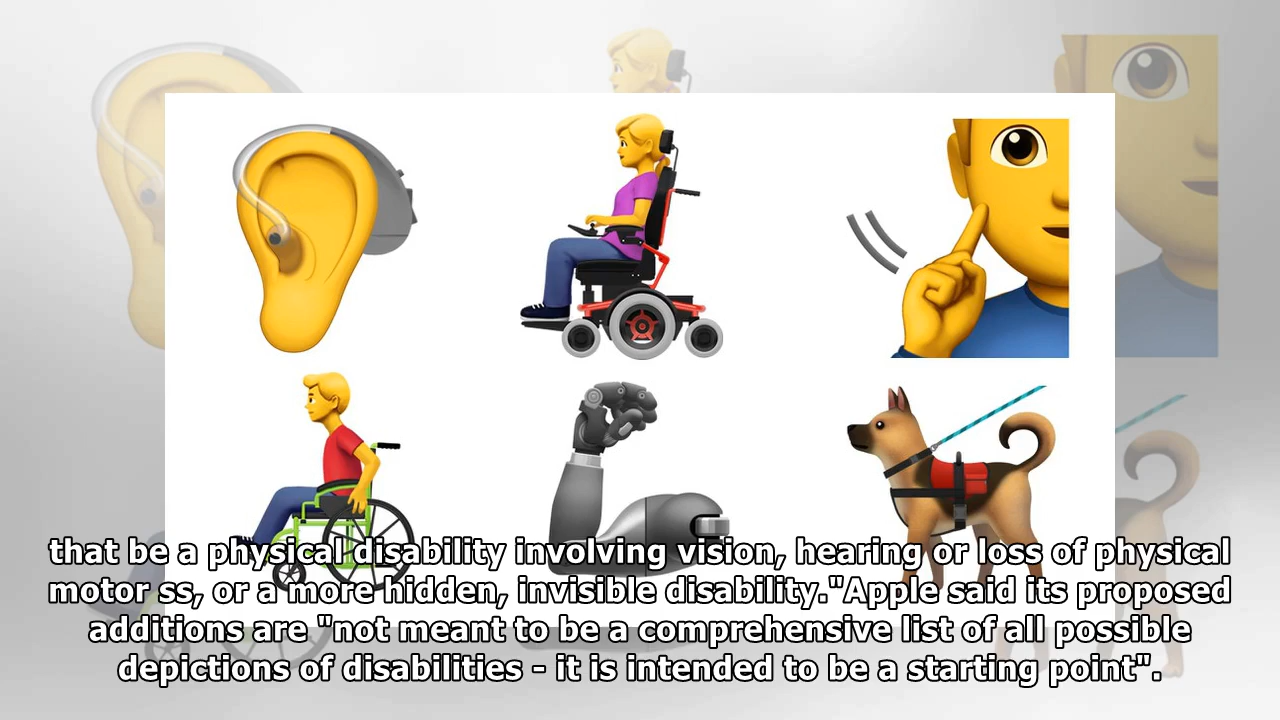 that be a physical disability involving vision, hearing or loss of physical
motor ss, or a more hidden, invisible disability."Apple said its proposed
additions are "not meant to be a comprehensive list of all possible
depictions of disabilities - it is intended to be a starting point".